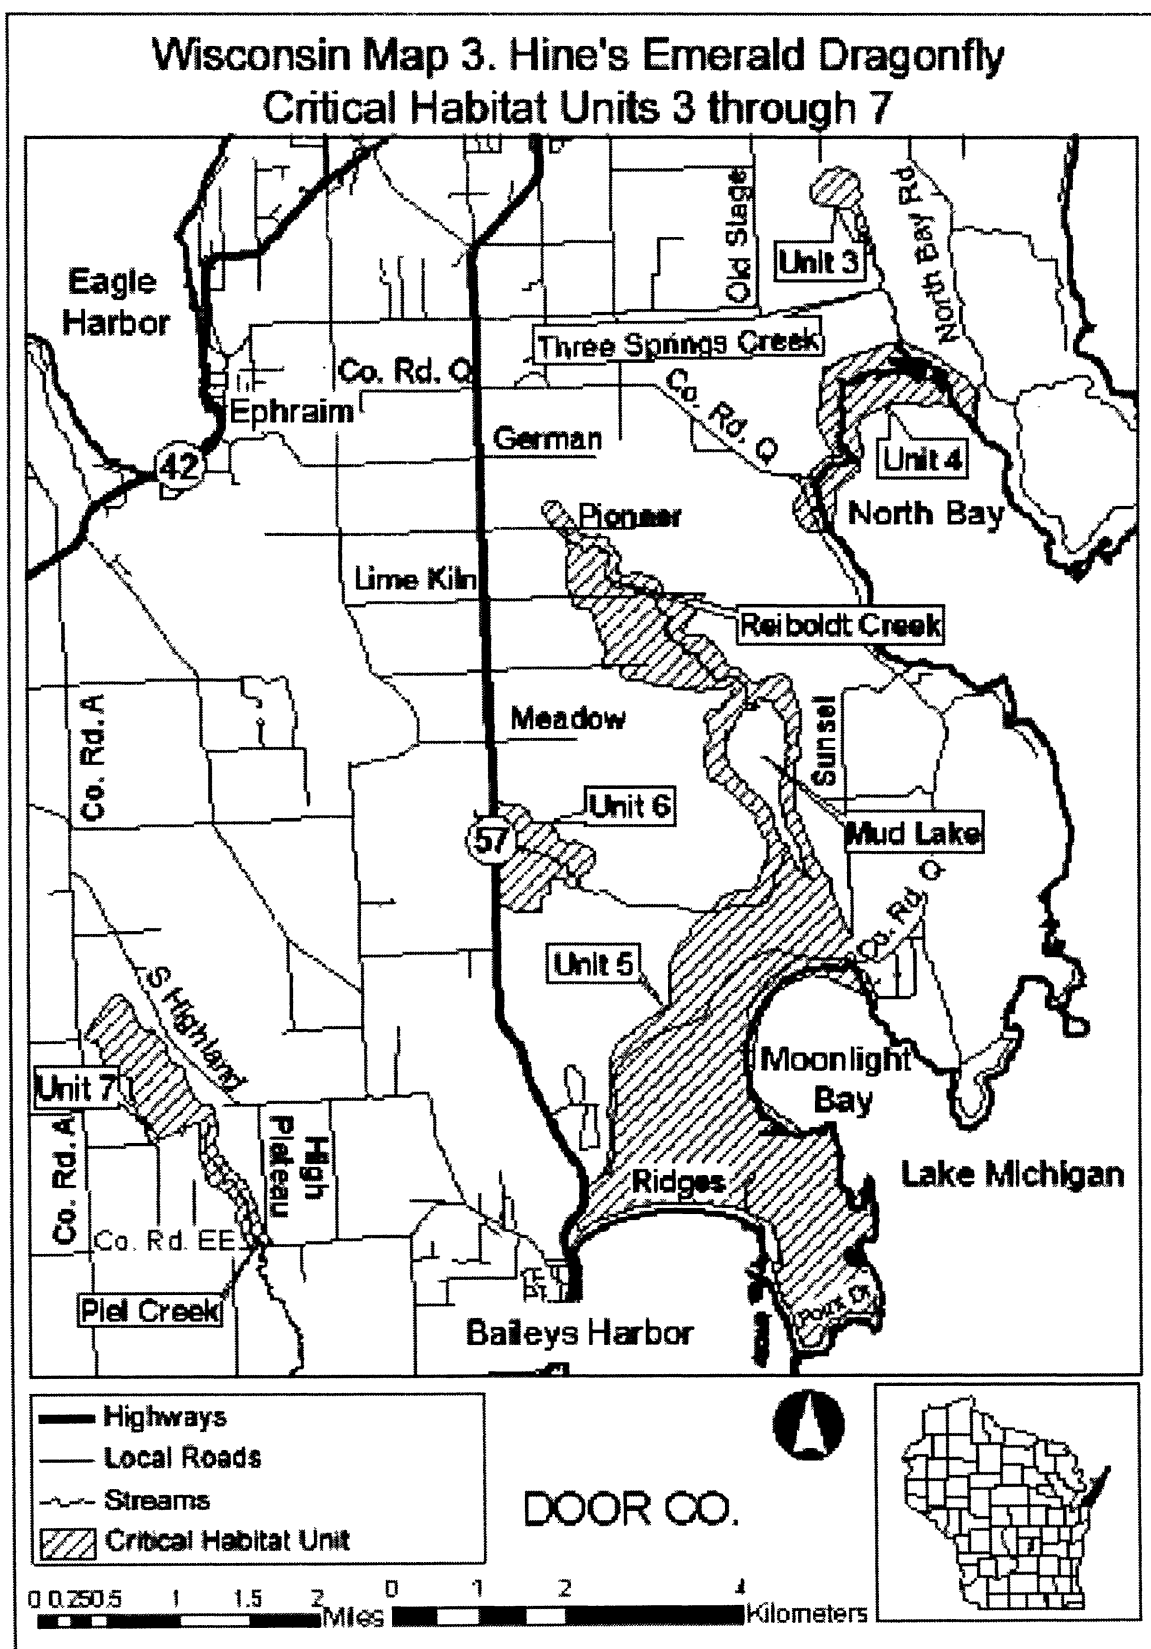 Wisconsin Map 3. Hine's Emerald Dragonfly
Critical Habitat Units 3 through 7
Old Stage
North Bay Rd
Unit 3
Eagle
Harbor
Three Springs Creek
Co. Rd. Q
Co. Rd. Q
Ephraim
German
Unit 4
42
North Bay
Pioneer
Lime Kiln
Reiboldt Creek
Co. Rd. A
Meadow
Sunset
Unit 6
57
Mud Lake
Co. Rd. Q
Unit 5
S Highland
Moonlight
Bay
Unit 7
Co. Rd. A
High
Plateau
Ridges
Lake Michigan
Co. Rd. EE
Piel Creek
Point Dr
Baileys Harbor
Highways
Local Roads
Streams
Critical Habitat Unit
DOOR CO.
0 0.25 0.5 1 1.5 2 Miles
0 1 2 4 Kilometers